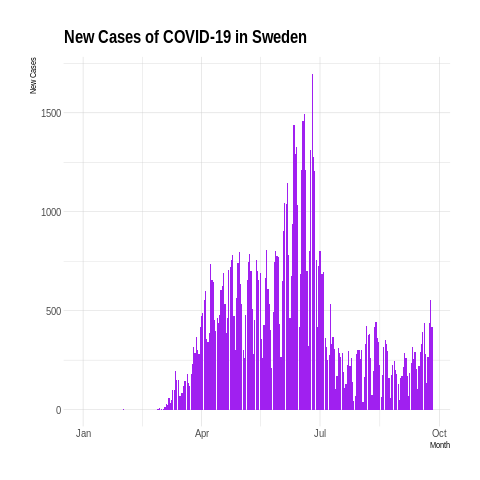 New Cases of COVID-19 in Sweden
New Cases
1500
1000
500
0
Jan Apr Jul Oct
Month